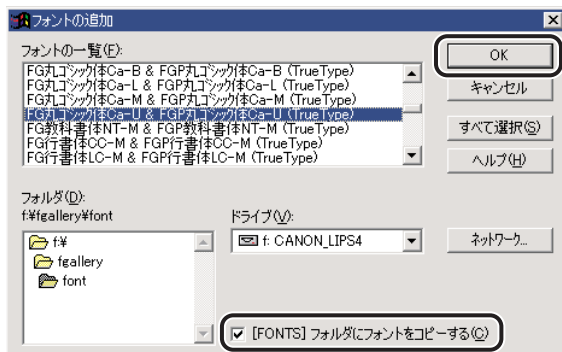 フォントの追加
フォントの一覧(F):
FG丸ゴシック体Ca-B & FGP丸ゴシック体Ca-B (TrueType)
FG丸ゴシック体Ca-L & FGP丸ゴシック体Ca-L (TrueType)
FG丸ゴシック体Ca-M & FGP丸ゴシック体Ca-M (TrueType)
FG丸ゴシック体Ca-U & FGP丸ゴシック体Ca-U (TrueType)
FG教科書体NT-M & FGP教科書体NT-M (TrueType)
FG行書体CC-M & FGP行書体CC-M (TrueType)
FG行書体LC-M & FGP行書体LC-M (TrueType)
OK
キャンセル
すべて選択(S)
ヘルプ(H)
フォルダ(D):
f:¥fgallery¥font
f:¥
fgallery
font
ドライブ(V):
f: CANON_LIPS4
ネットワーク...
[FONTS] フォルダにフォントをコピーする(C)